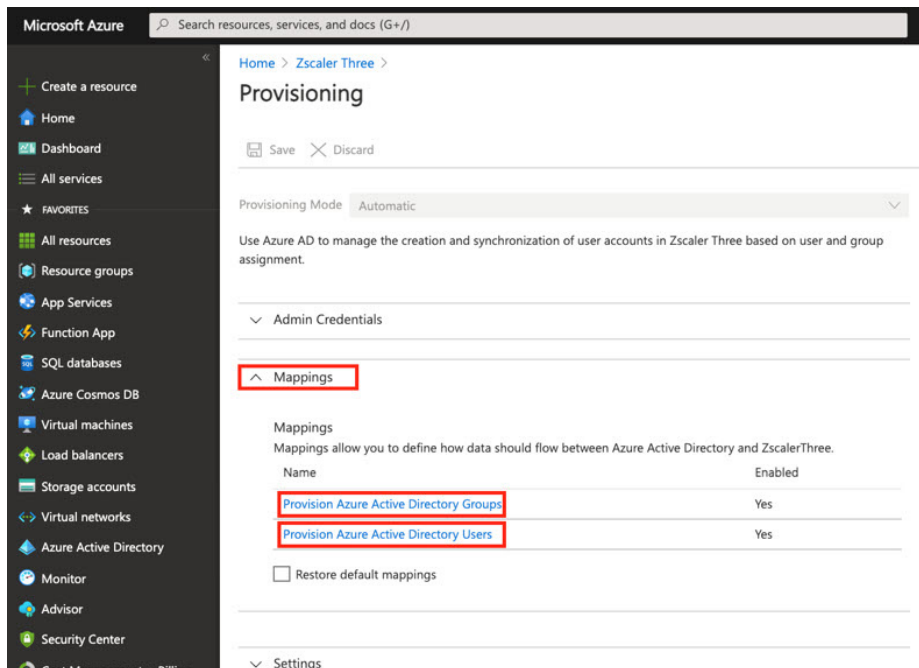 Microsoft Azure
Search resources, services, and docs (G+/)
Create a resource
Home
Dashboard
All services
FAVORITES
All resources
Resource groups
App Services
Function App
SQL databases
Azure Cosmos DB
Virtual machines
Load balancers
Storage accounts
Virtual networks
Azure Active Directory
Monitor
Advisor
Security Center
Home > Zscaler Three >
Provisioning
Save Discard
Provisioning Mode Automatic
Use Azure AD to manage the creation and synchronization of user accounts in Zscaler Three based on user and group
assignment.
Admin Credentials
Mappings
Mappings
Mappings allow you to define how data should flow between Azure Active Directory and ZscalerThree.
Name Enabled
Provision Azure Active Directory Groups Yes
Provision Azure Active Directory Users Yes
Restore default mappings
Settings